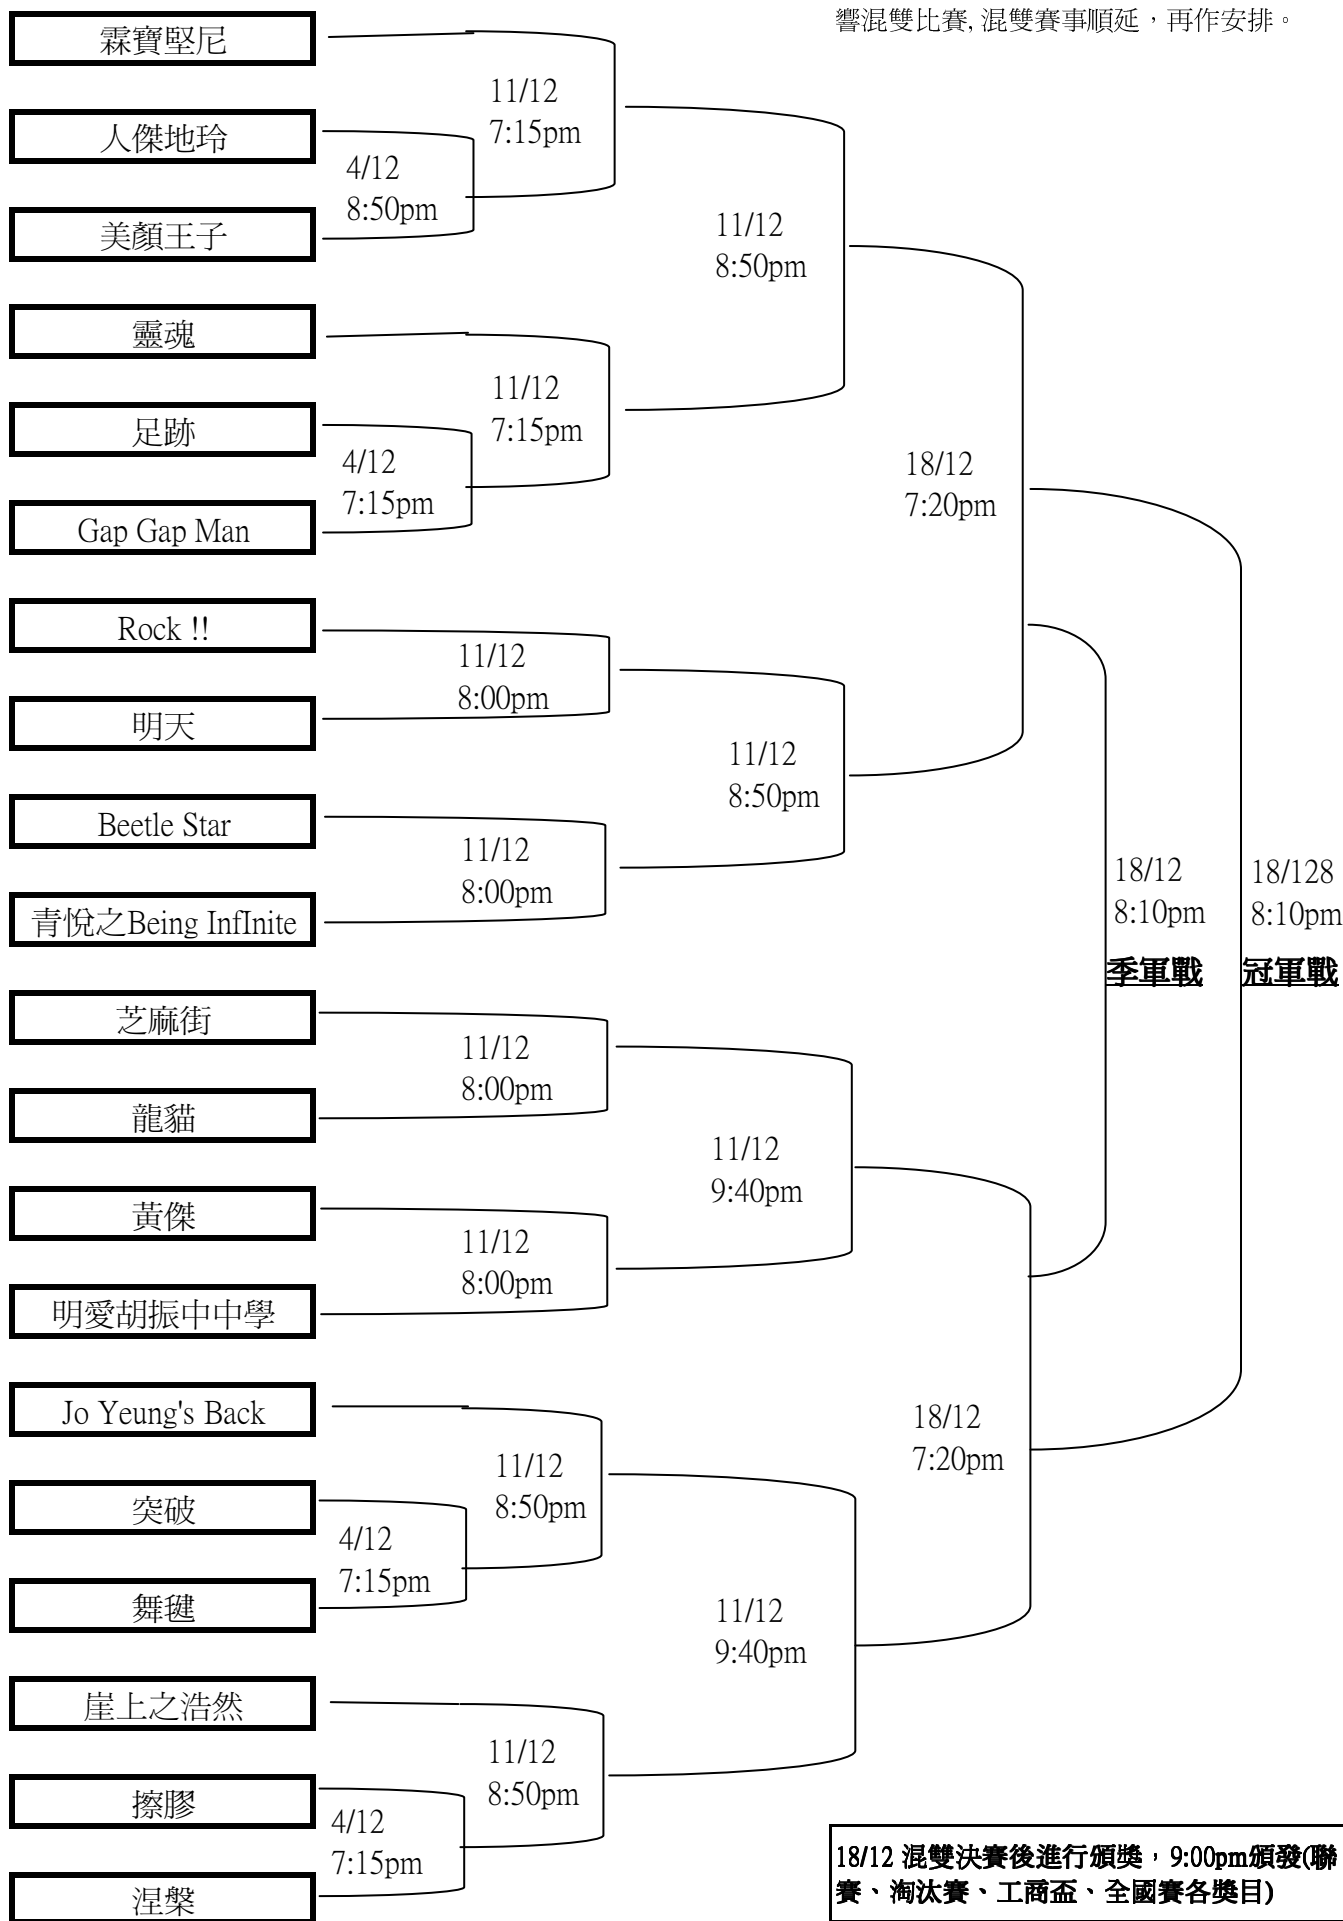 響混雙比賽, 混雙賽事順延，再作安排。
霖寶堅尼
11/12
7:15pm
人傑地玲
4/12
8:50pm
美顏王子
11/12
8:50pm
靈魂
11/12
7:15pm
足跡
4/12
7:15pm
Gap Gap Man
18/12
7:20pm
Rock !!
11/12
8:00pm
明天
11/12
8:50pm
Beetle Star
11/12
8:00pm
青悅之Being InfInite
18/12
8:10pm
季軍戰
18/128
8:10pm
冠軍戰
芝麻街
11/12
8:00pm
龍貓
11/12
9:40pm
黃傑
11/12
8:00pm
明愛胡振中中學
Jo Yeung's Back
11/12
8:50pm
18/12
7:20pm
突破
4/12
7:15pm
舞毽
11/12
9:40pm
崖上之浩然
11/12
8:50pm
擦膠
4/12
7:15pm
涅槃
18/12 混雙決賽後進行頒獎，9:00pm頒發(聯
賽、淘汰賽、工商盃、全國賽各獎目)